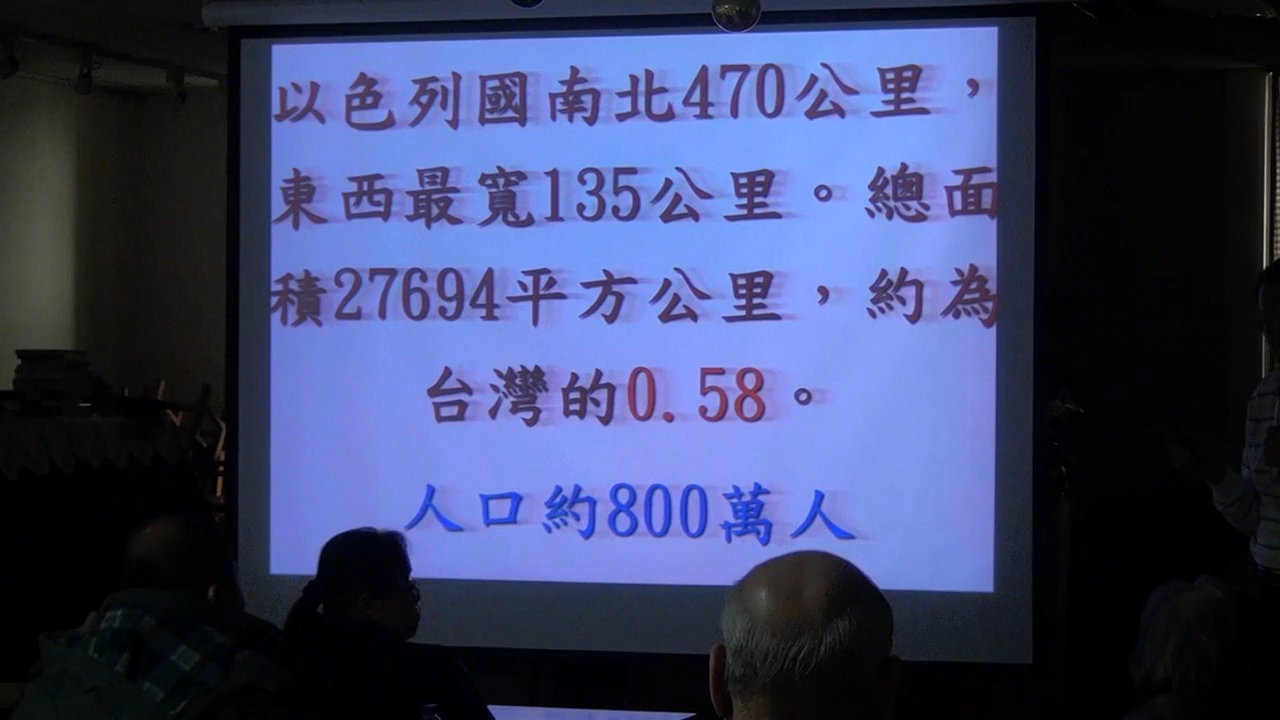 以色列國南北470公里，
東西最寬135公里。總面
積27694平方公里，約為
台灣的0.58。
人口約800萬人